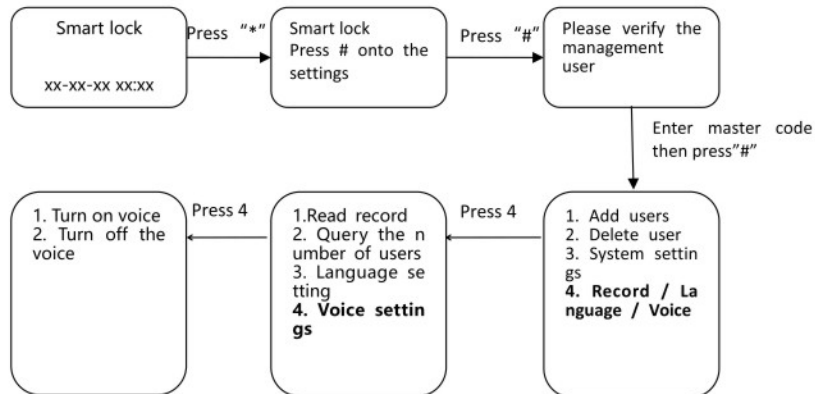 Smart lock
xx-xx-xx xx:xx
Press "*"
Smart lock
Press # onto the
settings
Press "#"
Please verify the
management
user
Enter master code
then press"#"
1. Add users
2. Delete user
3. System settin
gs
4. Record / La
nguage / Voice
Press 4
1.Read record
2. Query the n
umber of users
3. Language se
tting
4. Voice settin
gs
Press 4
1. Turn on voice
2. Turn off the
voice